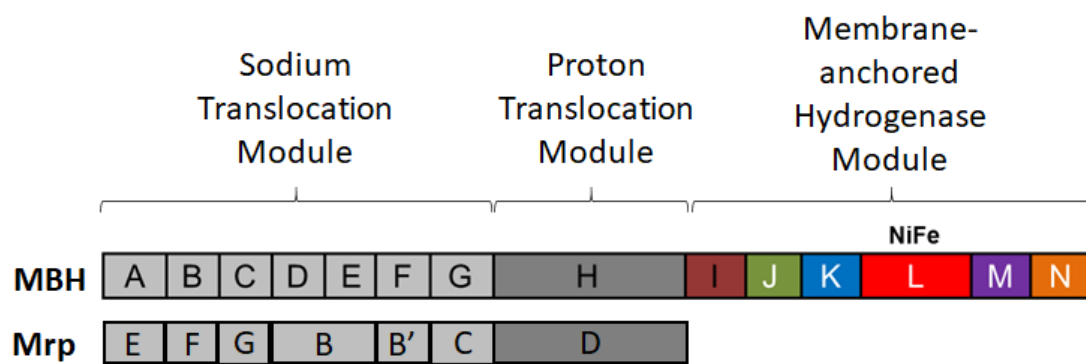 Sodium
Translocation
Module
Proton
Translocation
Module
Membrane-
anchored
Hydrogenase
Module
NiFe
MBH A B C D E F G H I J K L M N
Mrp E F G B B’ C D